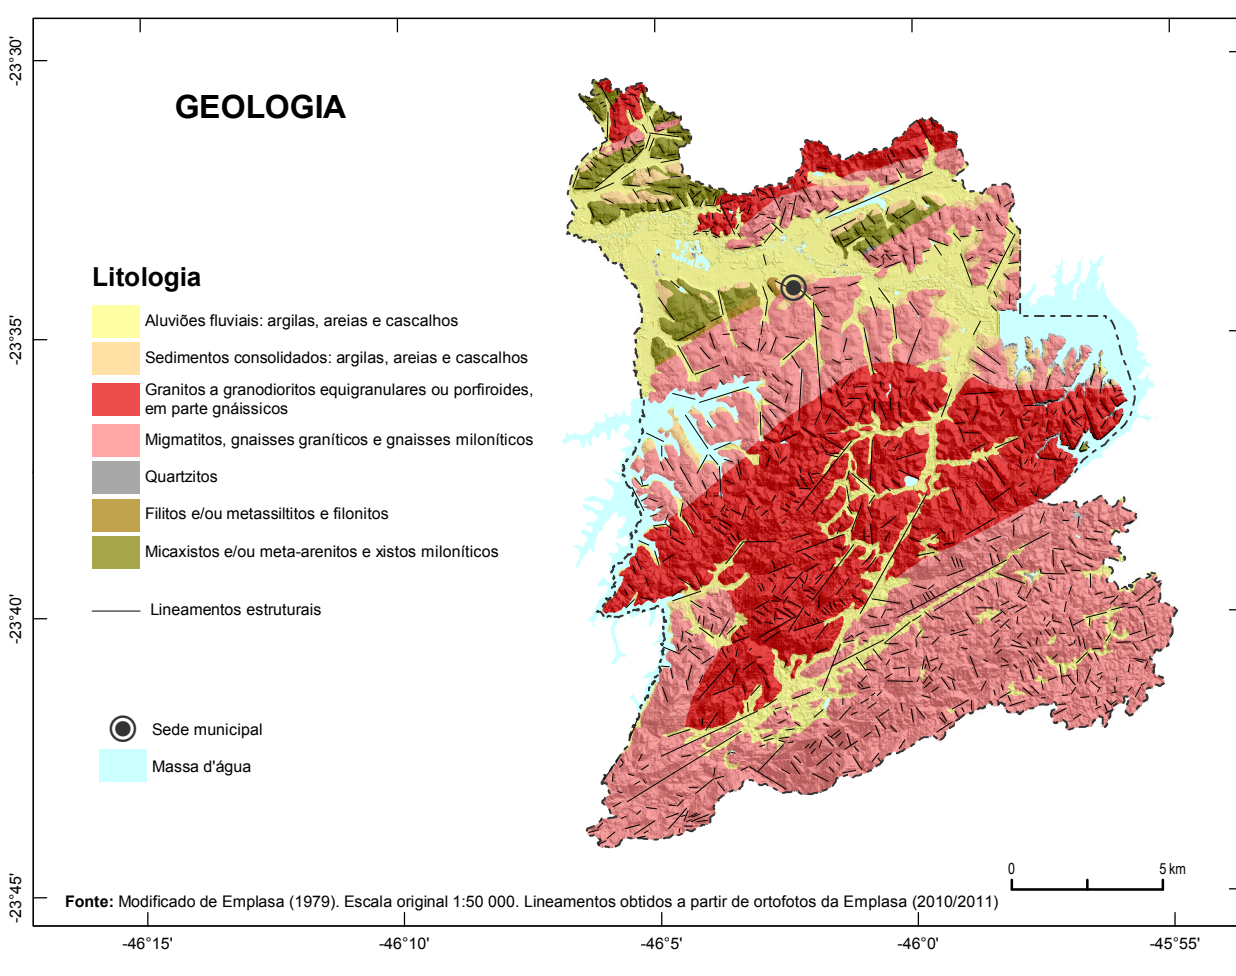 GEOLOGIA
-23°30'
-23°35'
-23°40'
-23°45'
Litologia
Aluviões fluviais: argilas, areias e cascalhos
Sedimentos consolidados: argilas, areias e cascalhos
Granitos a granodioritos equigranulares ou porfiroides,
em parte gnáissicos
Migmatitos, gnaisses graníticos e gnaisses miloníticos
Quartzitos
Filitos e/ou metassiltitos e filonitos
Micaxistos e/ou meta-arenitos e xistos miloníticos
Lineamentos estruturais
Sede municipal
Massa d'água
0 5 km
Fonte: Modificado de Emplasa (1979). Escala original 1:50 000. Lineamentos obtidos a partir de ortofotos da Emplasa (2010/2011)
-46°15' -46°10' -46°5' -46°0' -45°55'